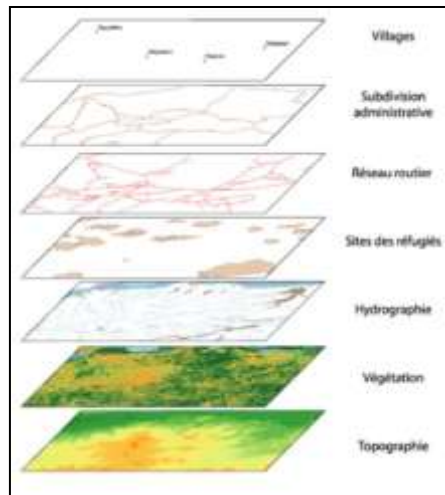 Villages
Subdivision
administrative
Réseau routier
Sites des réfugiés
Hydrographie
Végétation
Topographie